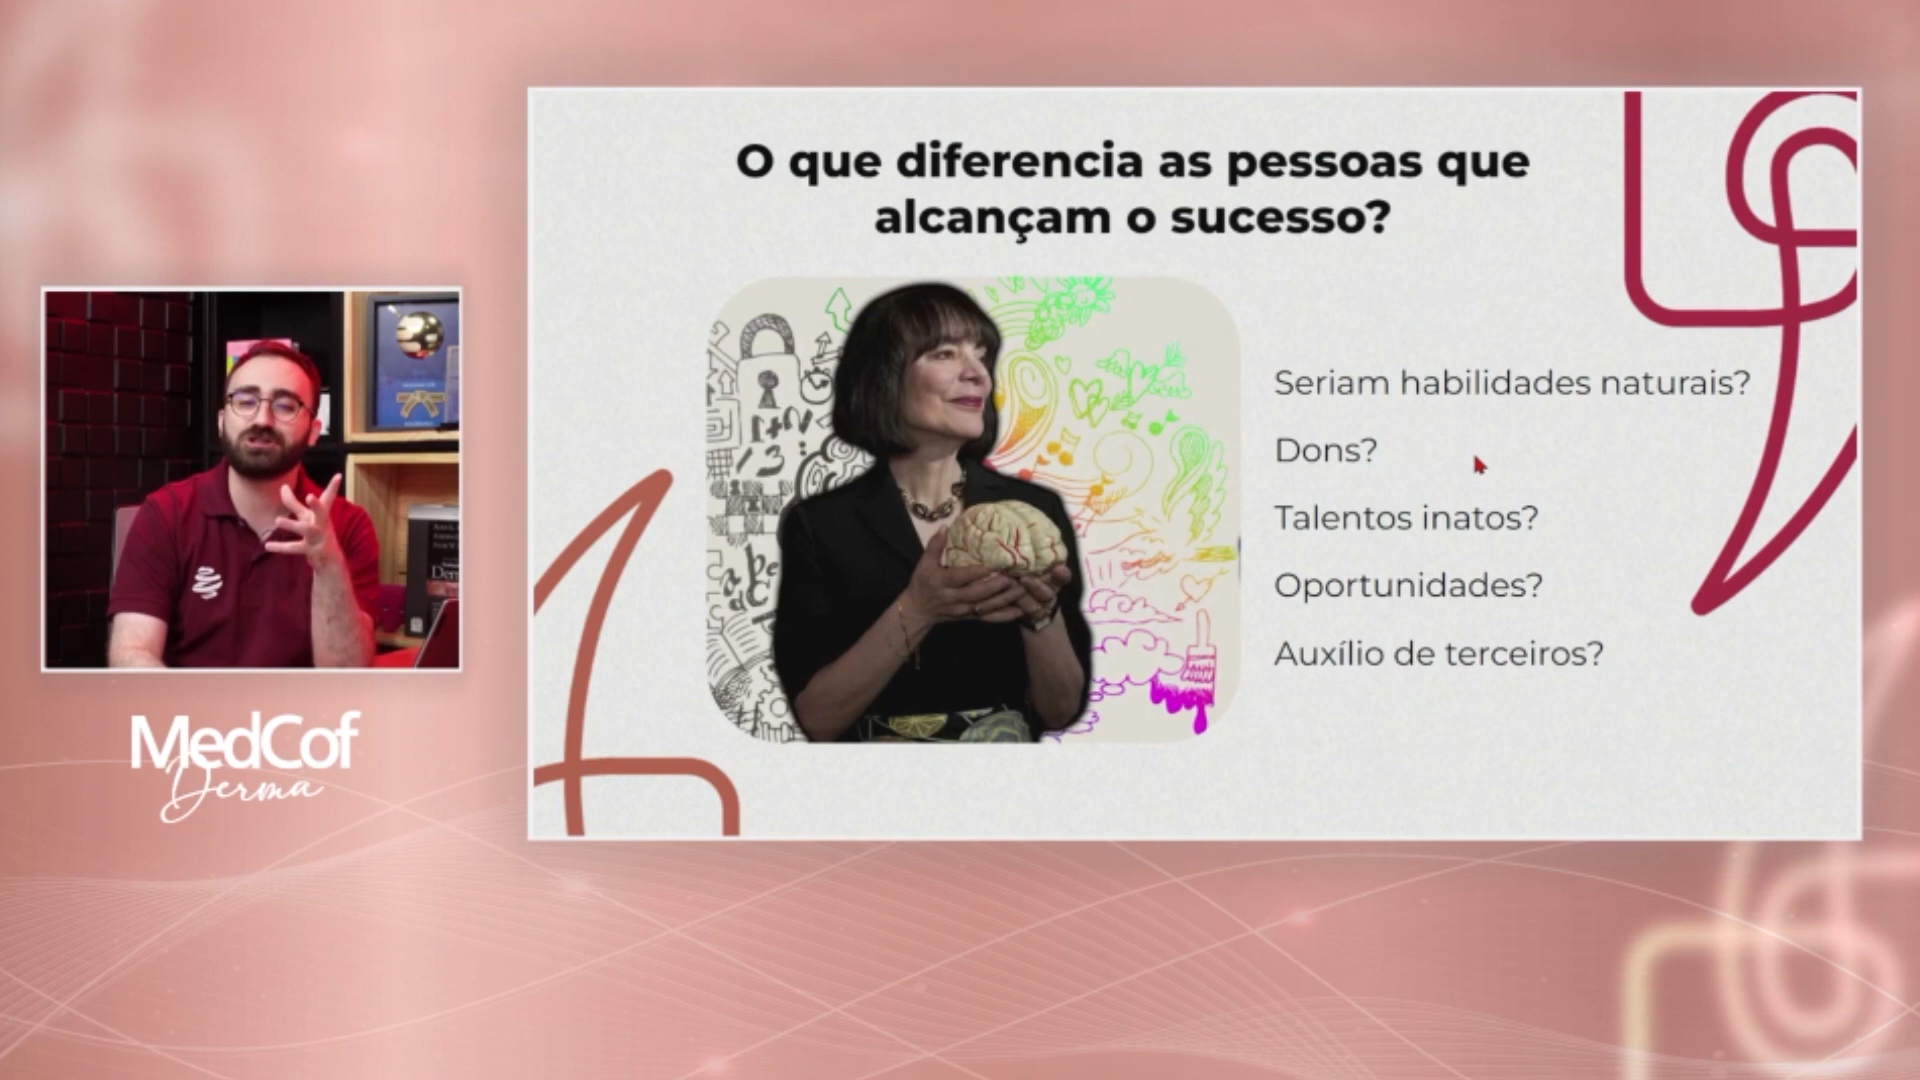 O que diferencia as pessoas que
alcançam o sucesso?
Seriam habilidades naturais?
Dons?
Talentos inatos?
Oportunidades?
Auxílio de terceiros?
MedCof
Derma